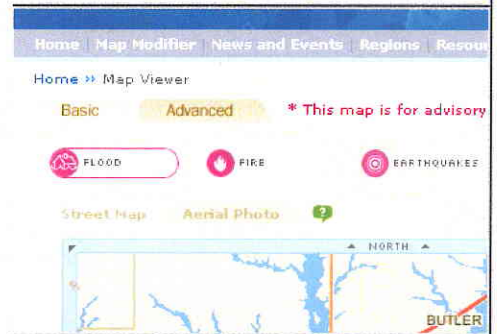 Home | Map Modifier | News and Events | Regions | Resour
Home » Map Viewer
Basic Advanced * This map is for advisory
FLOOD FIRE EARTHQUAKES
Street Map Aerial Photo ?
NORTH
BUTLER